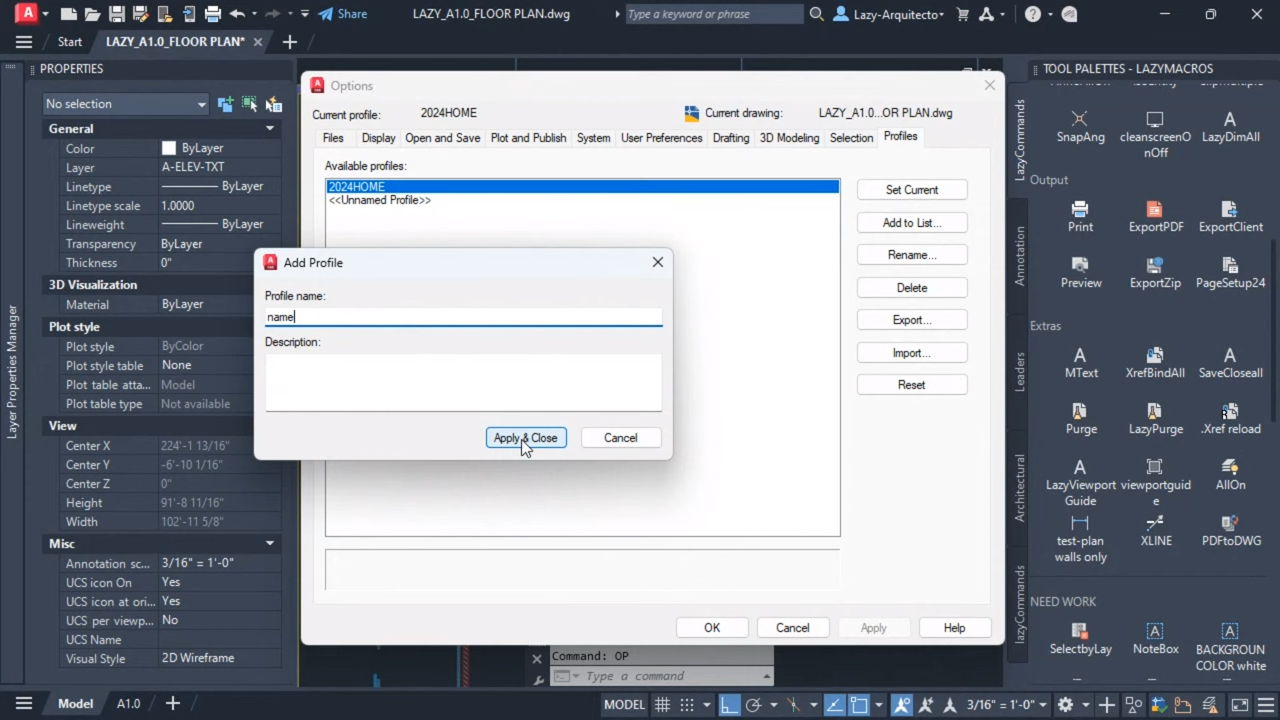 Share
LAZY_A1.0_FLOOR PLAN.dwg
Type a keyword or phrase
Lazy-Arquitecto
Start
LAZY_A1.0_FLOOR PLAN*
PROPERTIES
No selection
General
Color ByLayer
Layer A-ELEV-TXT
Linetype ByLayer
Linetype scale 1.0000
Lineweight ByLayer
Transparency ByLayer
Thickness 0"
3D Visualization
Material ByLayer
Plot style
Plot style ByColor
Plot style table None
Plot table atta... Model
Plot table type Not available
View
Center X 224'-1 13/16"
Center Y -6'-10 1/16"
Center Z 0"
Height 91'-8 11/16"
Width 102'-11 5/8"
Misc
Annotation sc... 3/16" = 1'-0"
UCS icon On Yes
UCS icon at ori... Yes
UCS per viewp... No
UCS Name
Visual Style 2D Wireframe
Layer Properties Manager
Options
Current profile: 2024HOME
Current drawing: LAZY_A1.0...OR PLAN.dwg
Files Display Open and Save Plot and Publish System User Preferences Drafting 3D Modeling Selection Profiles
Available profiles:
2024HOME
<<Unnamed Profile>>
Set Current
Add to List...
Rename...
Delete
Export...
Import...
Reset
Add Profile
Profile name:
name
Description:
Apply & Close
Cancel
OK
Cancel
Apply
Help
Command: OP
Type a command
TOOL PALETTES - LAZYMACROS
LazyCommands
Annotation
Leaders
Architectural
lazyCommands
SnapAng
cleanscreenO
nOff
LazyDimAll
Output
Print
ExportPDF
ExportClient
Preview
ExportZip
PageSetup24
Extras
MText
XrefBindAll
SaveCloseall
Purge
LazyPurge
.Xref reload
LazyViewport
Guide
viewportguid
e
AllOn
test-plan
walls only
XLINE
PDFtoDWG
NEED WORK
SelectbyLay
NoteBox
BACKGROUN
COLOR white
Model
A1.0
MODEL
3/16" = 1'-0"